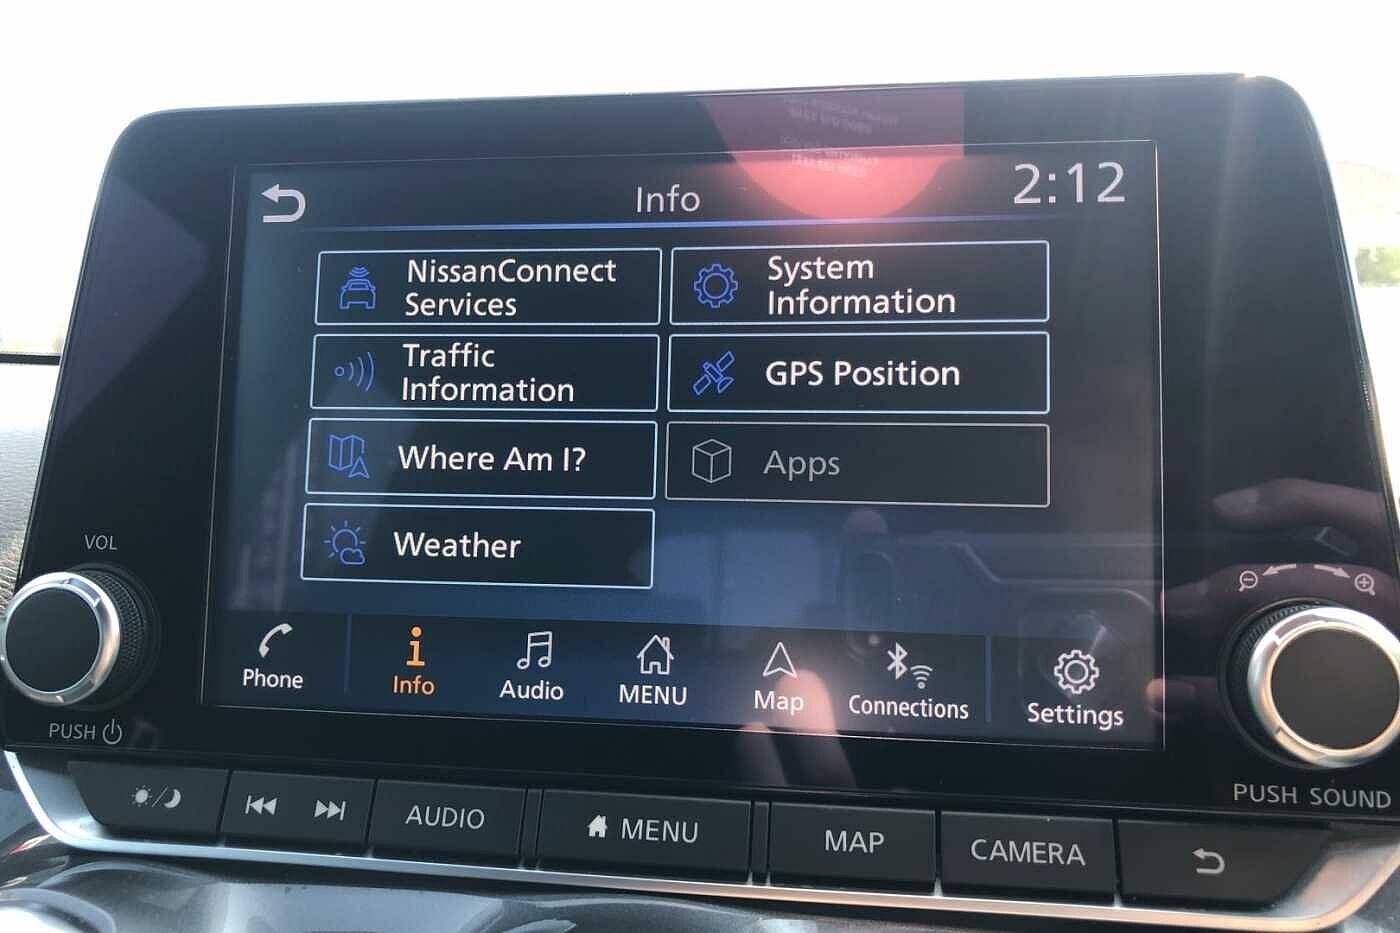 Info
2:12
NissanConnect
Services
System
Information
Traffic
Information
GPS Position
Where Am I?
Apps
Weather
VOL
PUSH
Phone
Info
Audio
MENU
Map
Connections
Settings
PUSH SOUND
AUDIO
MENU
MAP
CAMERA